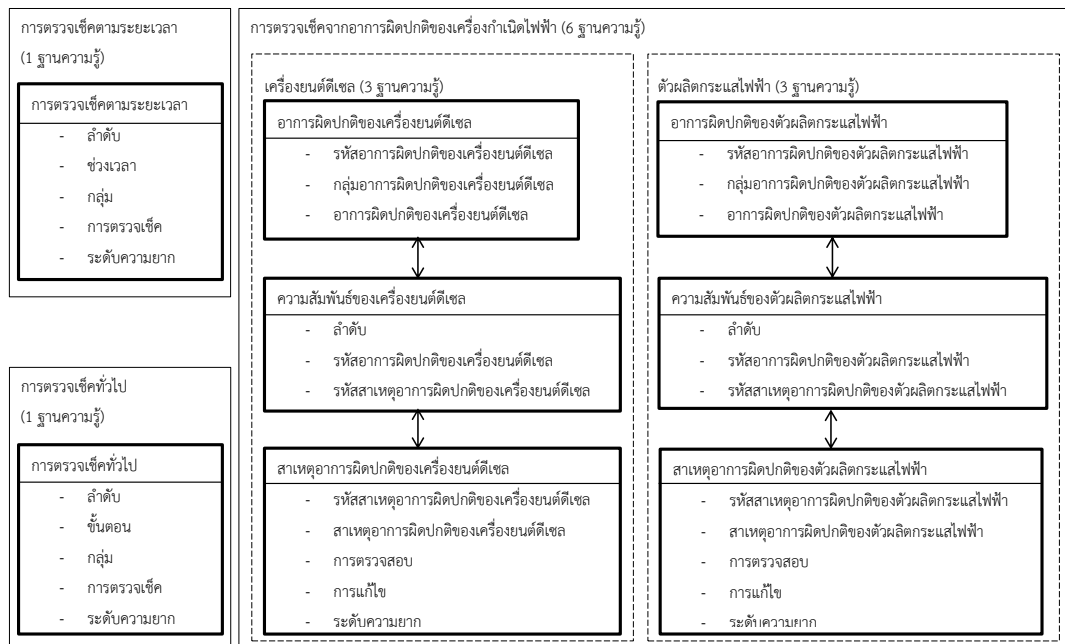 การตรวจเช็คตามระยะเวลา
(1 ฐานความรู้)
การตรวจเช็คตามระยะเวลา
- ลำดับ
- ช่วงเวลา
- กลุ่ม
- การตรวจเช็ค
- ระดับความยาก
การตรวจเช็คทั่วไป
(1 ฐานความรู้)
การตรวจเช็คทั่วไป
- ลำดับ
- ขั้นตอน
- กลุ่ม
- การตรวจเช็ค
- ระดับความยาก
การตรวจเช็คจากอาการผิดปกติของเครื่องกำเนิดไฟฟ้า (6 ฐานความรู้)
เครื่องยนต์ดีเซล (3 ฐานความรู้)
อาการผิดปกติของเครื่องยนต์ดีเซล
- รหัสอาการผิดปกติของเครื่องยนต์ดีเซล
- กลุ่มอาการผิดปกติของเครื่องยนต์ดีเซล
- อาการผิดปกติของเครื่องยนต์ดีเซล
ความสัมพันธ์ของเครื่องยนต์ดีเซล
- ลำดับ
- รหัสอาการผิดปกติของเครื่องยนต์ดีเซล
- รหัสสาเหตุอาการผิดปกติของเครื่องยนต์ดีเซล
สาเหตุอาการผิดปกติของเครื่องยนต์ดีเซล
- รหัสสาเหตุอาการผิดปกติของเครื่องยนต์ดีเซล
- สาเหตุอาการผิดปกติของเครื่องยนต์ดีเซล
- การตรวจสอบ
- การแก้ไข
- ระดับความยาก
ตัวผลิตกระแสไฟฟ้า (3 ฐานความรู้)
อาการผิดปกติของตัวผลิตกระแสไฟฟ้า
- รหัสอาการผิดปกติของตัวผลิตกระแสไฟฟ้า
- กลุ่มอาการผิดปกติของตัวผลิตกระแสไฟฟ้า
- อาการผิดปกติของตัวผลิตกระแสไฟฟ้า
ความสัมพันธ์ของตัวผลิตกระแสไฟฟ้า
- ลำดับ
- รหัสอาการผิดปกติของตัวผลิตกระแสไฟฟ้า
- รหัสสาเหตุอาการผิดปกติของตัวผลิตกระแสไฟฟ้า
สาเหตุอาการผิดปกติของตัวผลิตกระแสไฟฟ้า
- รหัสสาเหตุอาการผิดปกติของตัวผลิตกระแสไฟฟ้า
- สาเหตุอาการผิดปกติของตัวผลิตกระแสไฟฟ้า
- การตรวจสอบ
- การแก้ไข
- ระดับความยาก